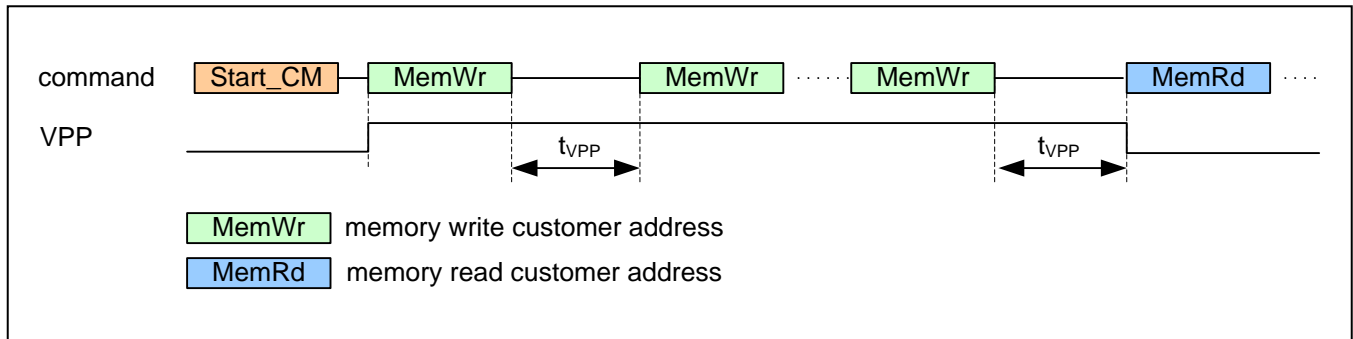 command Start_CM MemWr MemWr ...... MemWr MemRd ....
VPP
tVPP tVPP
MemWr memory write customer address
MemRd memory read customer address